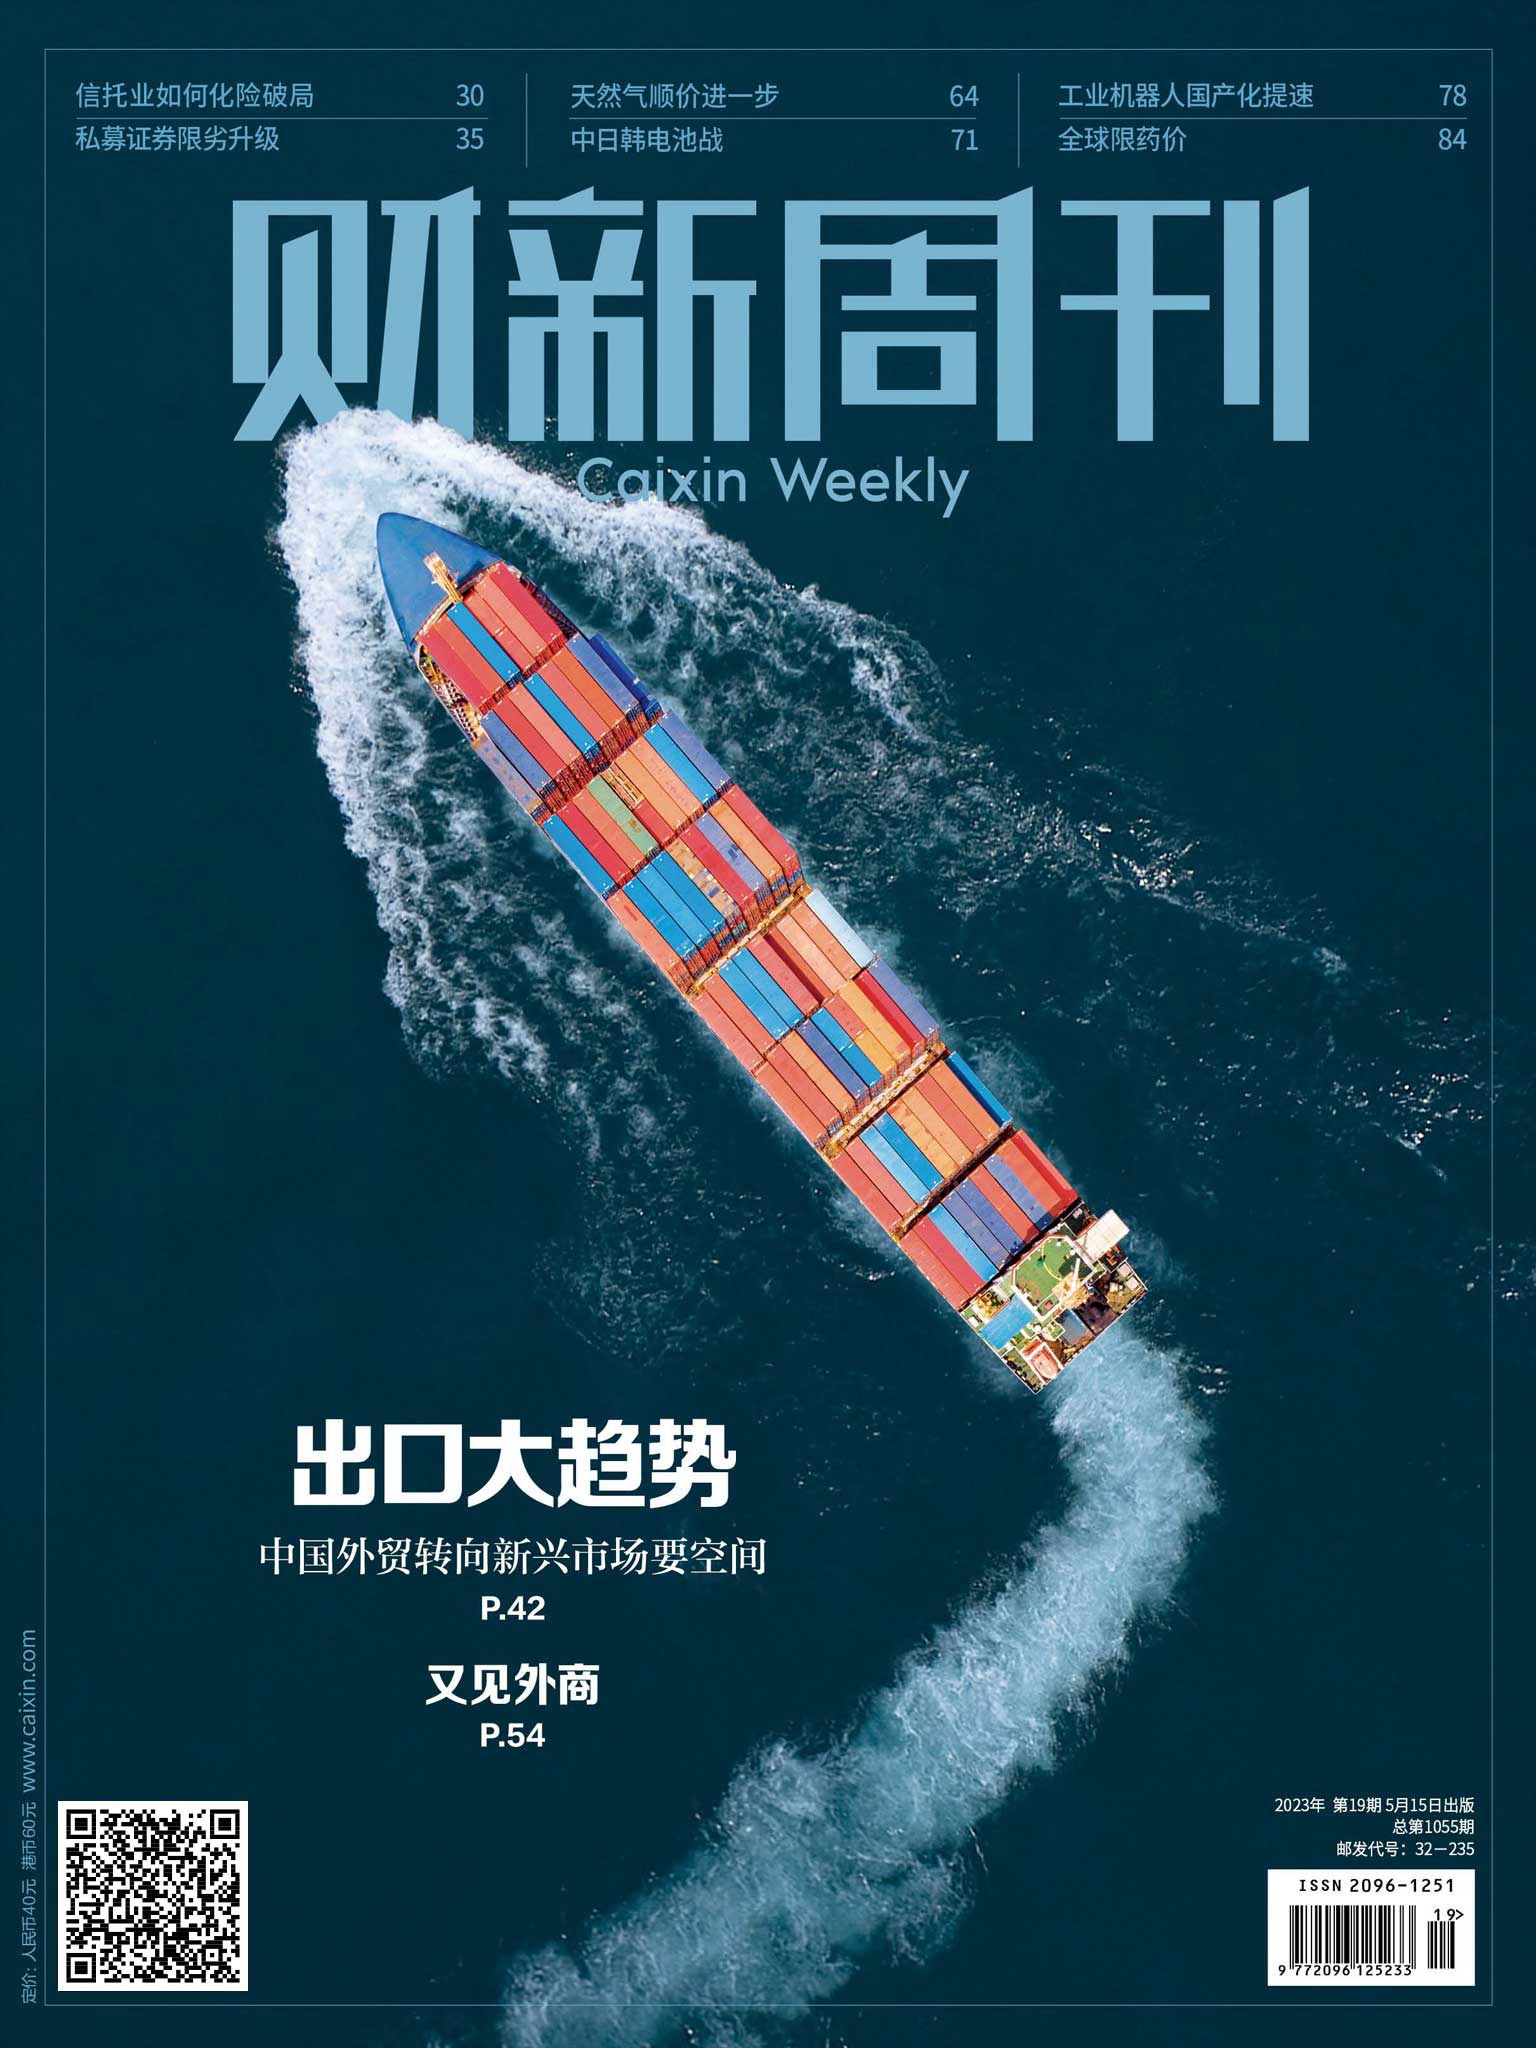 信托业如何化险破局 30
私募证券限劣升级 35
天然气顺价进一步 64
中日韩电池战 71
工业机器人国产化提速 78
全球限药价 84
财新周刊
Caixin Weekly
出口大趋势
中国外贸转向新兴市场要空间
P.42
又见外商
P.54
定价：人民币40元 港币60元 www.caixin.com
2023年 第19期 5月15日出版
总第1055期
邮发代号：32－235
ISSN 2096-1251
19>
9 772096 125233